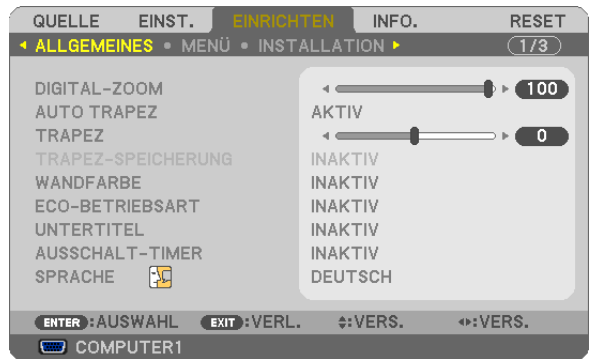 QUELLE EINST. EINRICHTEN INFO. RESET
ALLGEMEINES • MENÜ • INSTALLATION 1/3
DIGITAL-ZOOM 100
AUTO TRAPEZ AKTIV
TRAPEZ 0
TRAPEZ-SPEICHERUNG INAKTIV
WANDFARBE INAKTIV
ECO-BETRIEBSART INAKTIV
UNTERTITEL INAKTIV
AUSSCHALT-TIMER INAKTIV
SPRACHE DEUTSCH
ENTER:AUSWAHL EXIT:VERL. :VERS. :VERS.
COMPUTER1